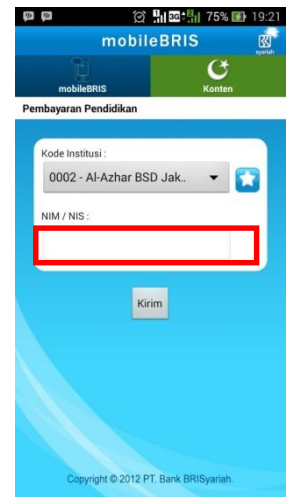 3G 75% 19:21
mobileBRIS
syariah
mobileBRIS
Konten
Pembayaran Pendidikan
Kode Institusi :
0002 - Al-Azhar BSD Jak..
NIM / NIS :
Kirim
Copyright © 2012 PT. Bank BRISyariah.